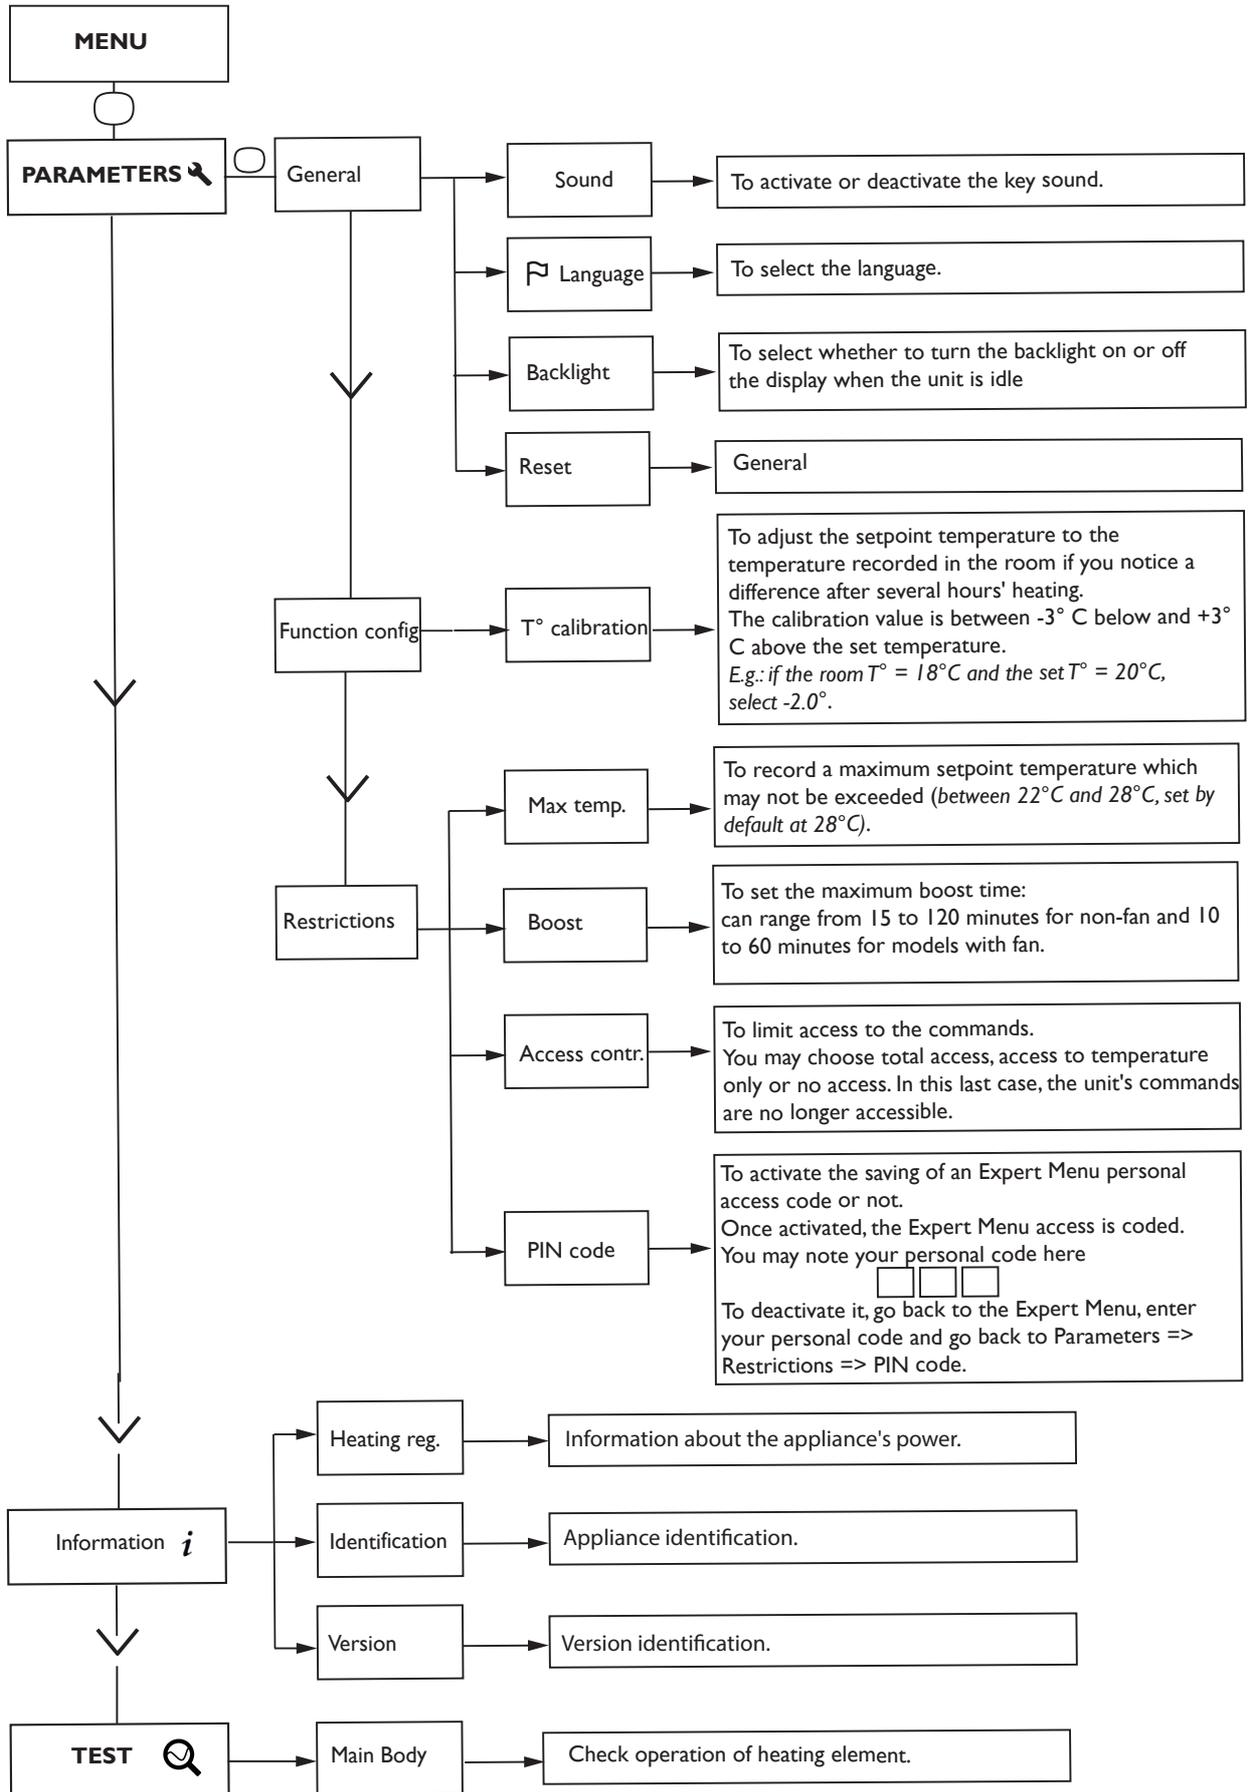 MENU
PARAMETERS
General
Sound
To activate or deactivate the key sound.
Language
To select the language.
Backlight
To select whether to turn the backlight on or off
the display when the unit is idle
Reset
General
Function config
T° calibration
To adjust the setpoint temperature to the
temperature recorded in the room if you notice a
difference after several hours' heating.
The calibration value is between -3° C below and +3°
C above the set temperature.
E.g.: if the room T° = 18°C and the set T° = 20°C,
select -2.0°.
Restrictions
Max temp.
To record a maximum setpoint temperature which
may not be exceeded (between 22°C and 28°C, set by
default at 28°C).
Boost
To set the maximum boost time:
can range from 15 to 120 minutes for non-fan and 10
to 60 minutes for models with fan.
Access contr.
To limit access to the commands.
You may choose total access, access to temperature
only or no access. In this last case, the unit's commands
are no longer accessible.
PIN code
To activate the saving of an Expert Menu personal
access code or not.
Once activated, the Expert Menu access is coded.
You may note your personal code here
To deactivate it, go back to the Expert Menu, enter
your personal code and go back to Parameters =>
Restrictions => PIN code.
Information i
Heating reg.
Information about the appliance's power.
Identification
Appliance identification.
Version
Version identification.
TEST
Main Body
Check operation of heating element.